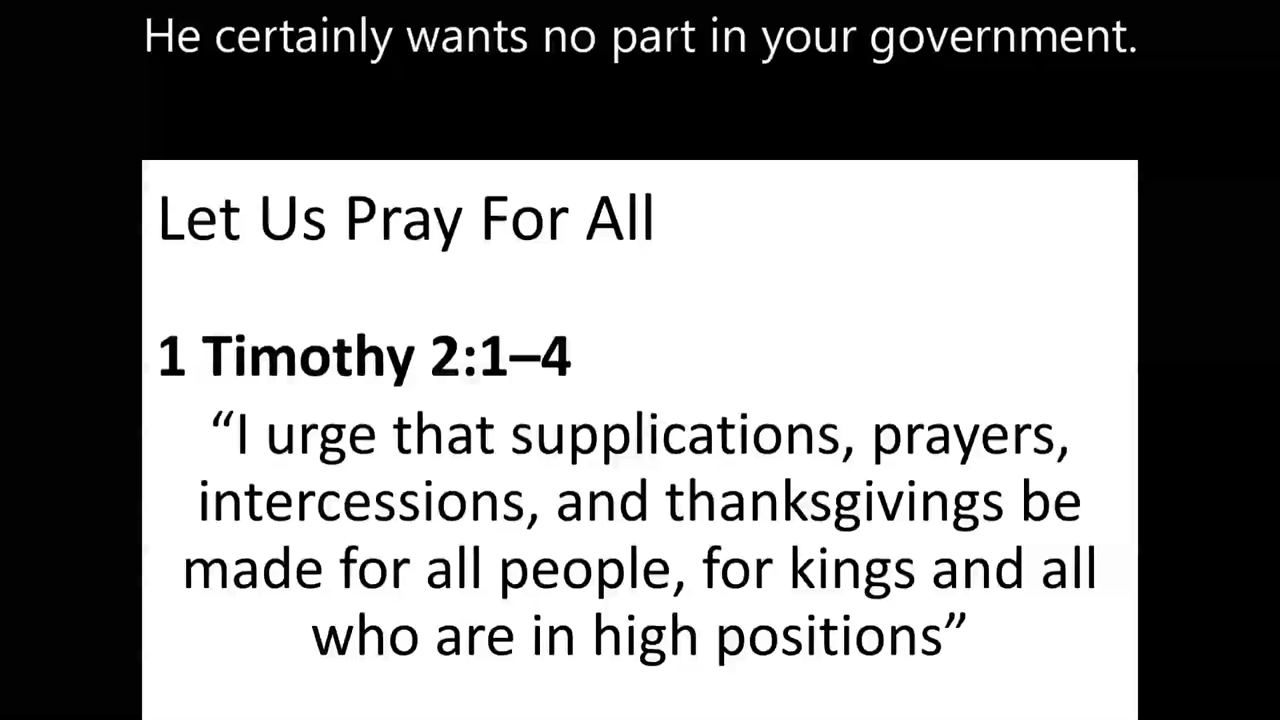 He certainly wants no part in your government.
Let Us Pray For All
1 Timothy 2:1–4
“I urge that supplications, prayers,
intercessions, and thanksgivings be
made for all people, for kings and all
who are in high positions”